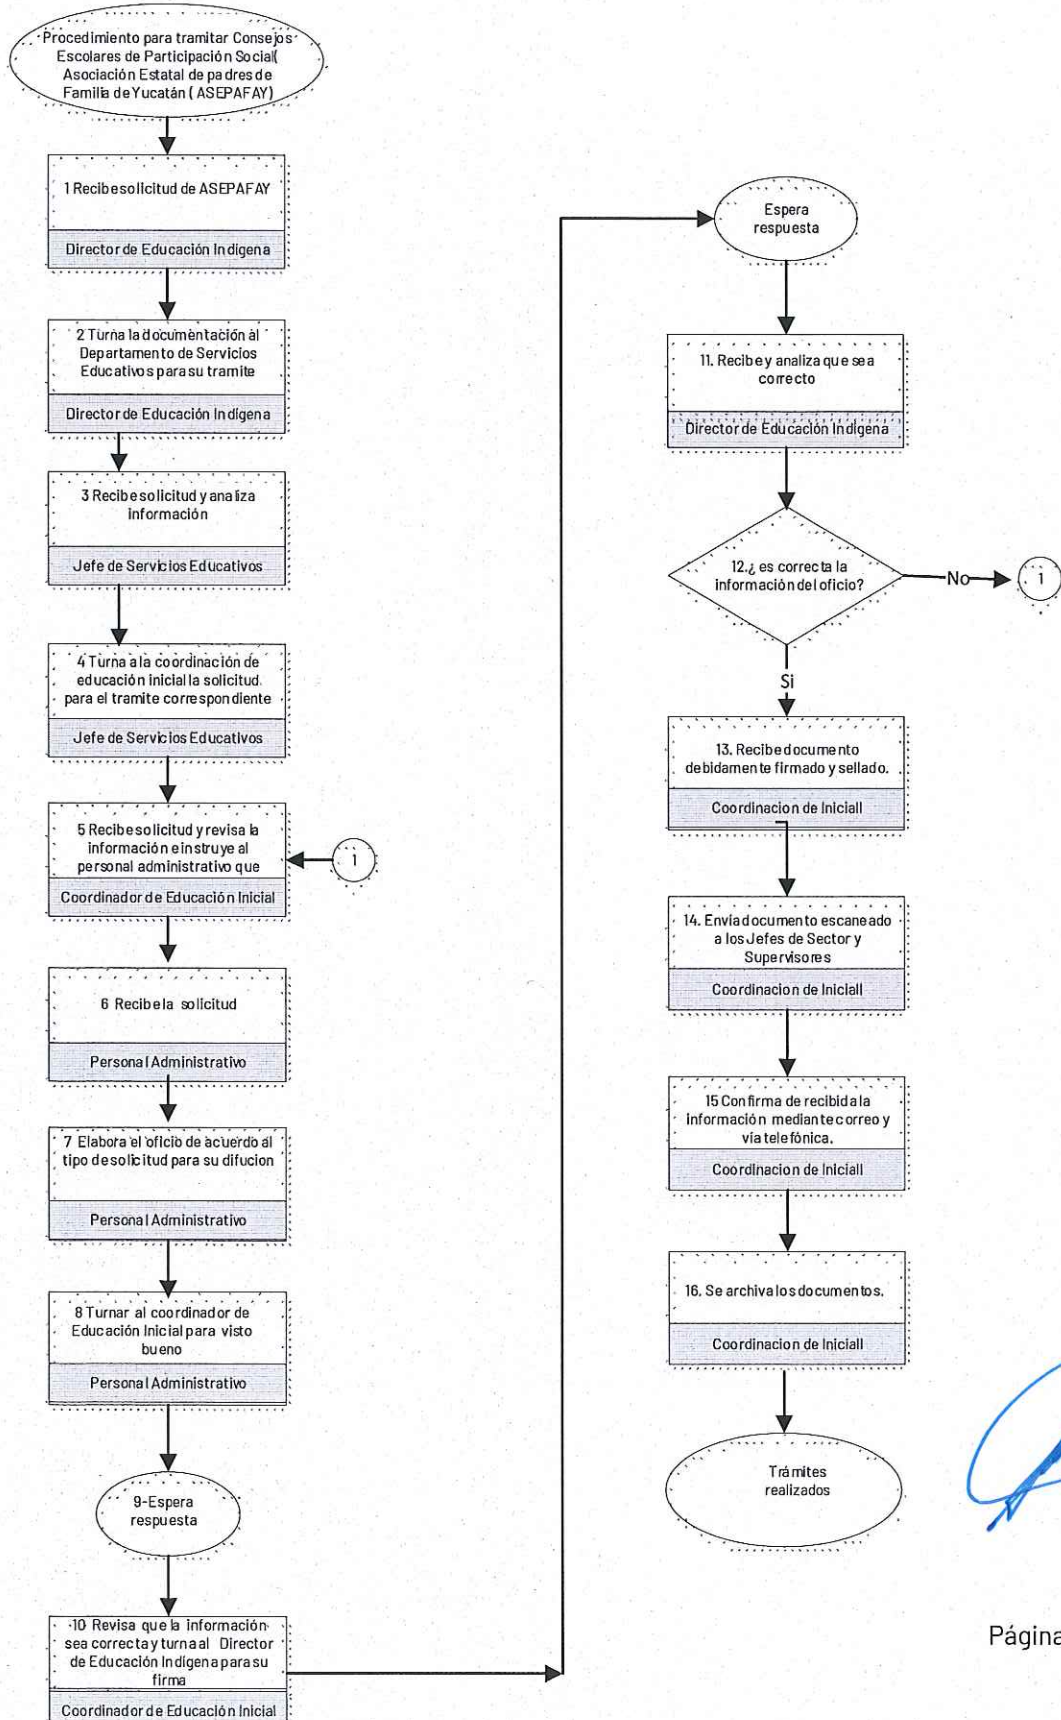 Procedimiento para tramitar Consejos
Escolares de Participación Social(
Asociación Estatal de padres de
Familia de Yucatán ( ASEPAFAY)
1 Recibe solicitud de ASEPAFAY
Director de Educación Indígena
2 Turna la documentación al
Departamento de Servicios
Educativos para su tramite
Director de Educación Indígena
3 Recibe solicitud y analiza
información
Jefe de Servicios Educativos
4 Turna a la coordinación de
educación inicial la solicitud
para el tramite correspondiente
Jefe de Servicios Educativos
5 Recibe solicitud y revisa la
información e instruye al
personal administrativo que
Coordinador de Educación Inicial
1
6 Recibe la solicitud
Personal Administrativo
7 Elabora el oficio de acuerdo al
tipo de solicitud para su difucion
Personal Administrativo
8 Turnar al coordinador de
Educación Inicial para visto
bueno
Personal Administrativo
9-Espera
respuesta
10 Revisa que la información
sea correcta y turna al Director
de Educación Indígena para su
firma
Coordinador de Educación Inicial
Espera
respuesta
11. Recibe y analiza que sea
correcto
Director de Educación Indígena
12.¿ es correcta la
información del oficio?
No
1
Si
13. Recibe documento
debidamente firmado y sellado.
Coordinacion de Iniciall
14. Envía documento escaneado
a los Jefes de Sector y
Supervisores
Coordinacion de Iniciall
15 Confirma de recibida la
información mediante correo y
vía telefónica.
Coordinacion de Iniciall
16. Se archiva los documentos.
Coordinacion de Iniciall
Trámites
realizados
Página